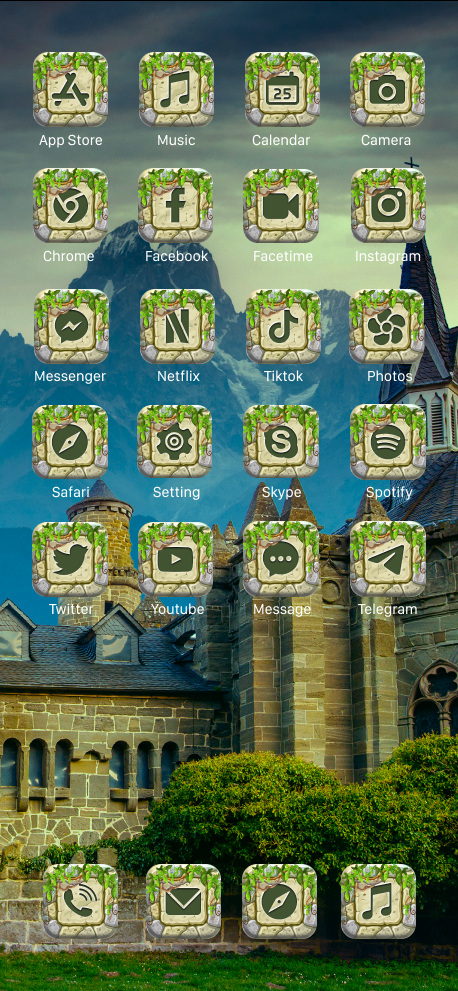 App Store Music Calendar Camera
25
Chrome Facebook Facetime Instagram
Messenger Netflix Tiktok Photos
Safari Setting Skype Spotify
Twitter Youtube Message Telegram